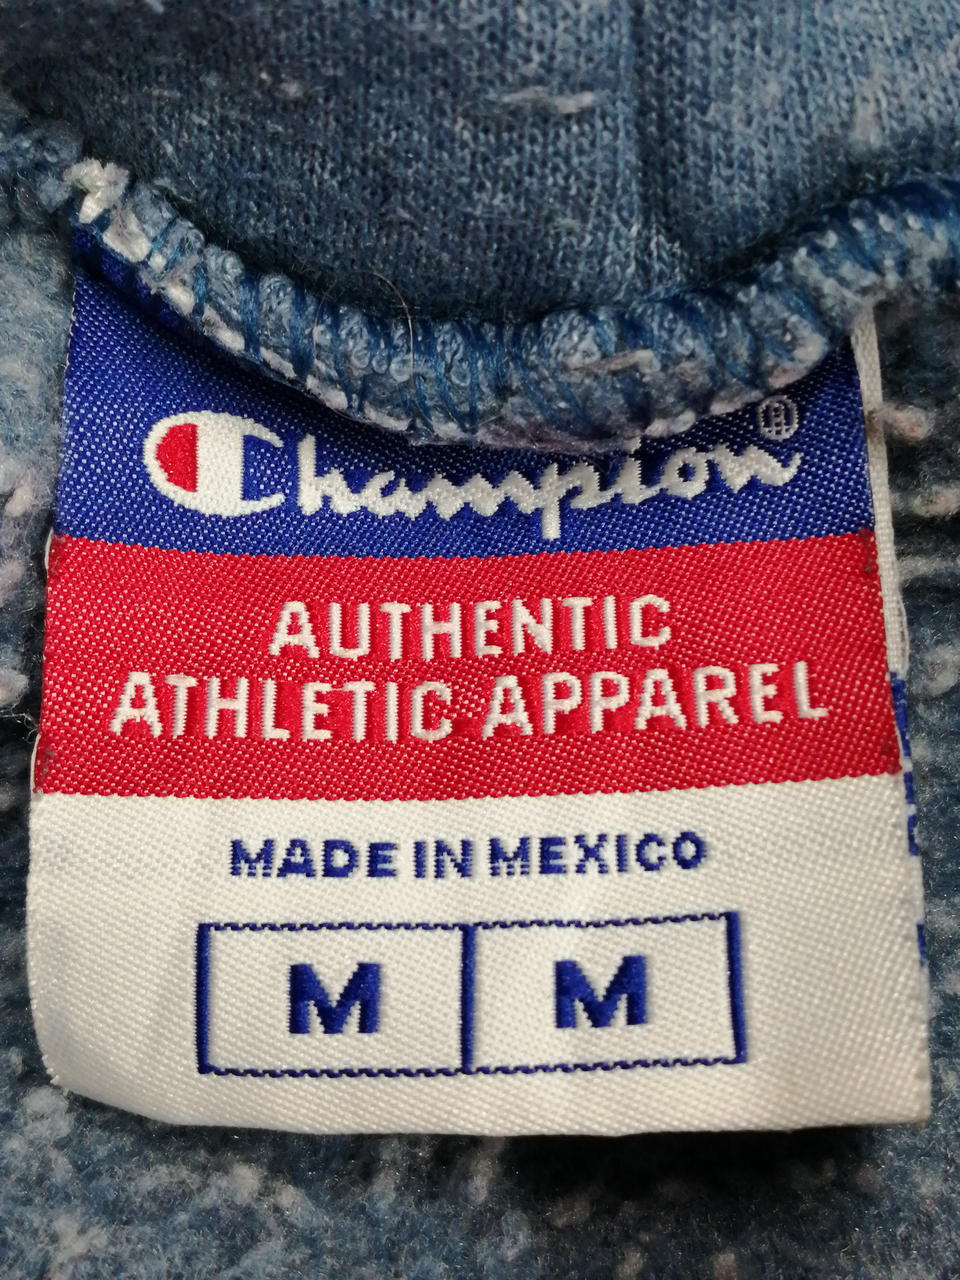 Champion®
AUTHENTIC
ATHLETIC APPAREL
MADE IN MEXICO
M M